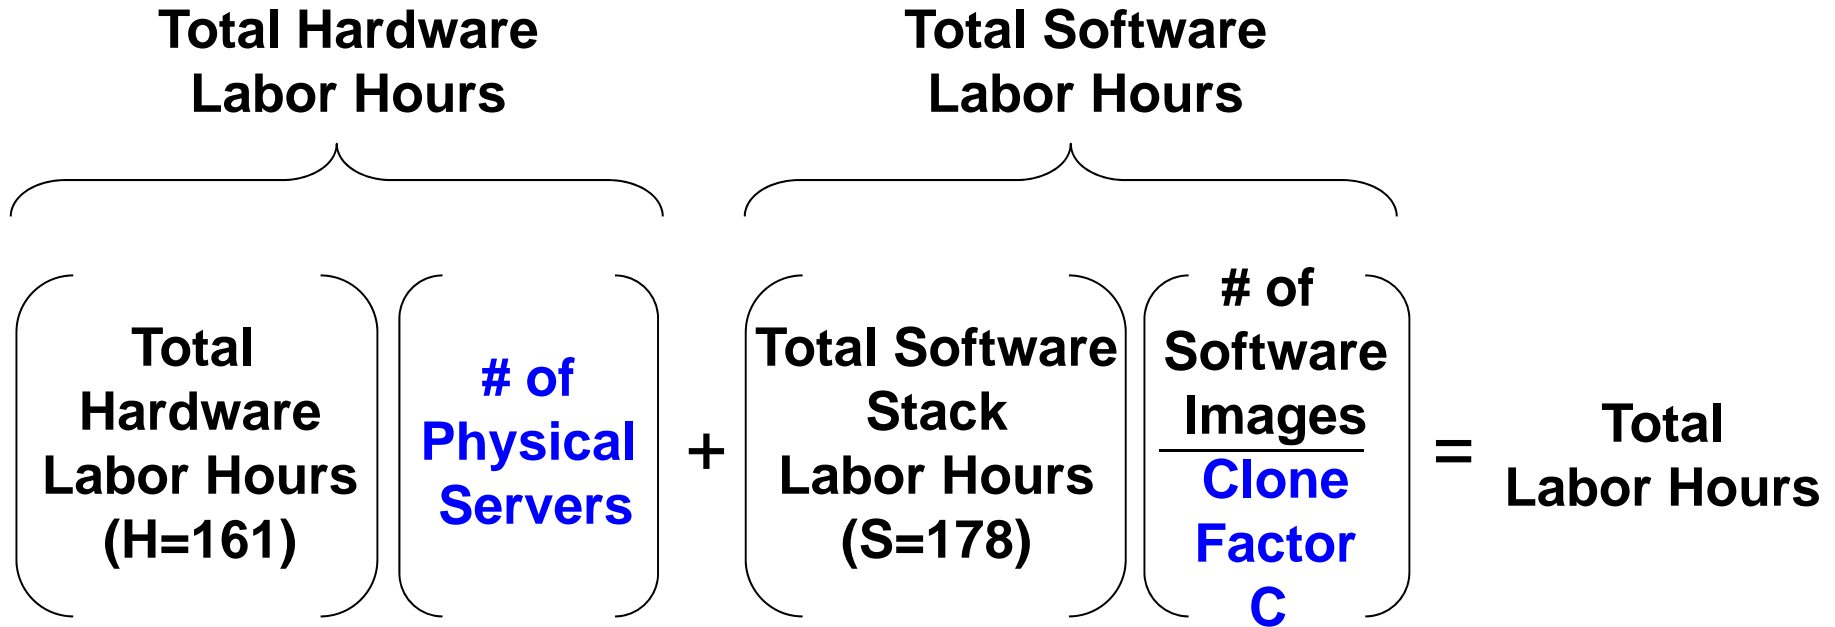 Total Hardware
Labor Hours
Total Software
Labor Hours
Total
Hardware
Labor Hours
(H=161)
# of
Physical
Servers
+
Total Software
Stack
Labor Hours
(S=178)
# of
Software
Images
Clone
Factor
C
=
Total
Labor Hours